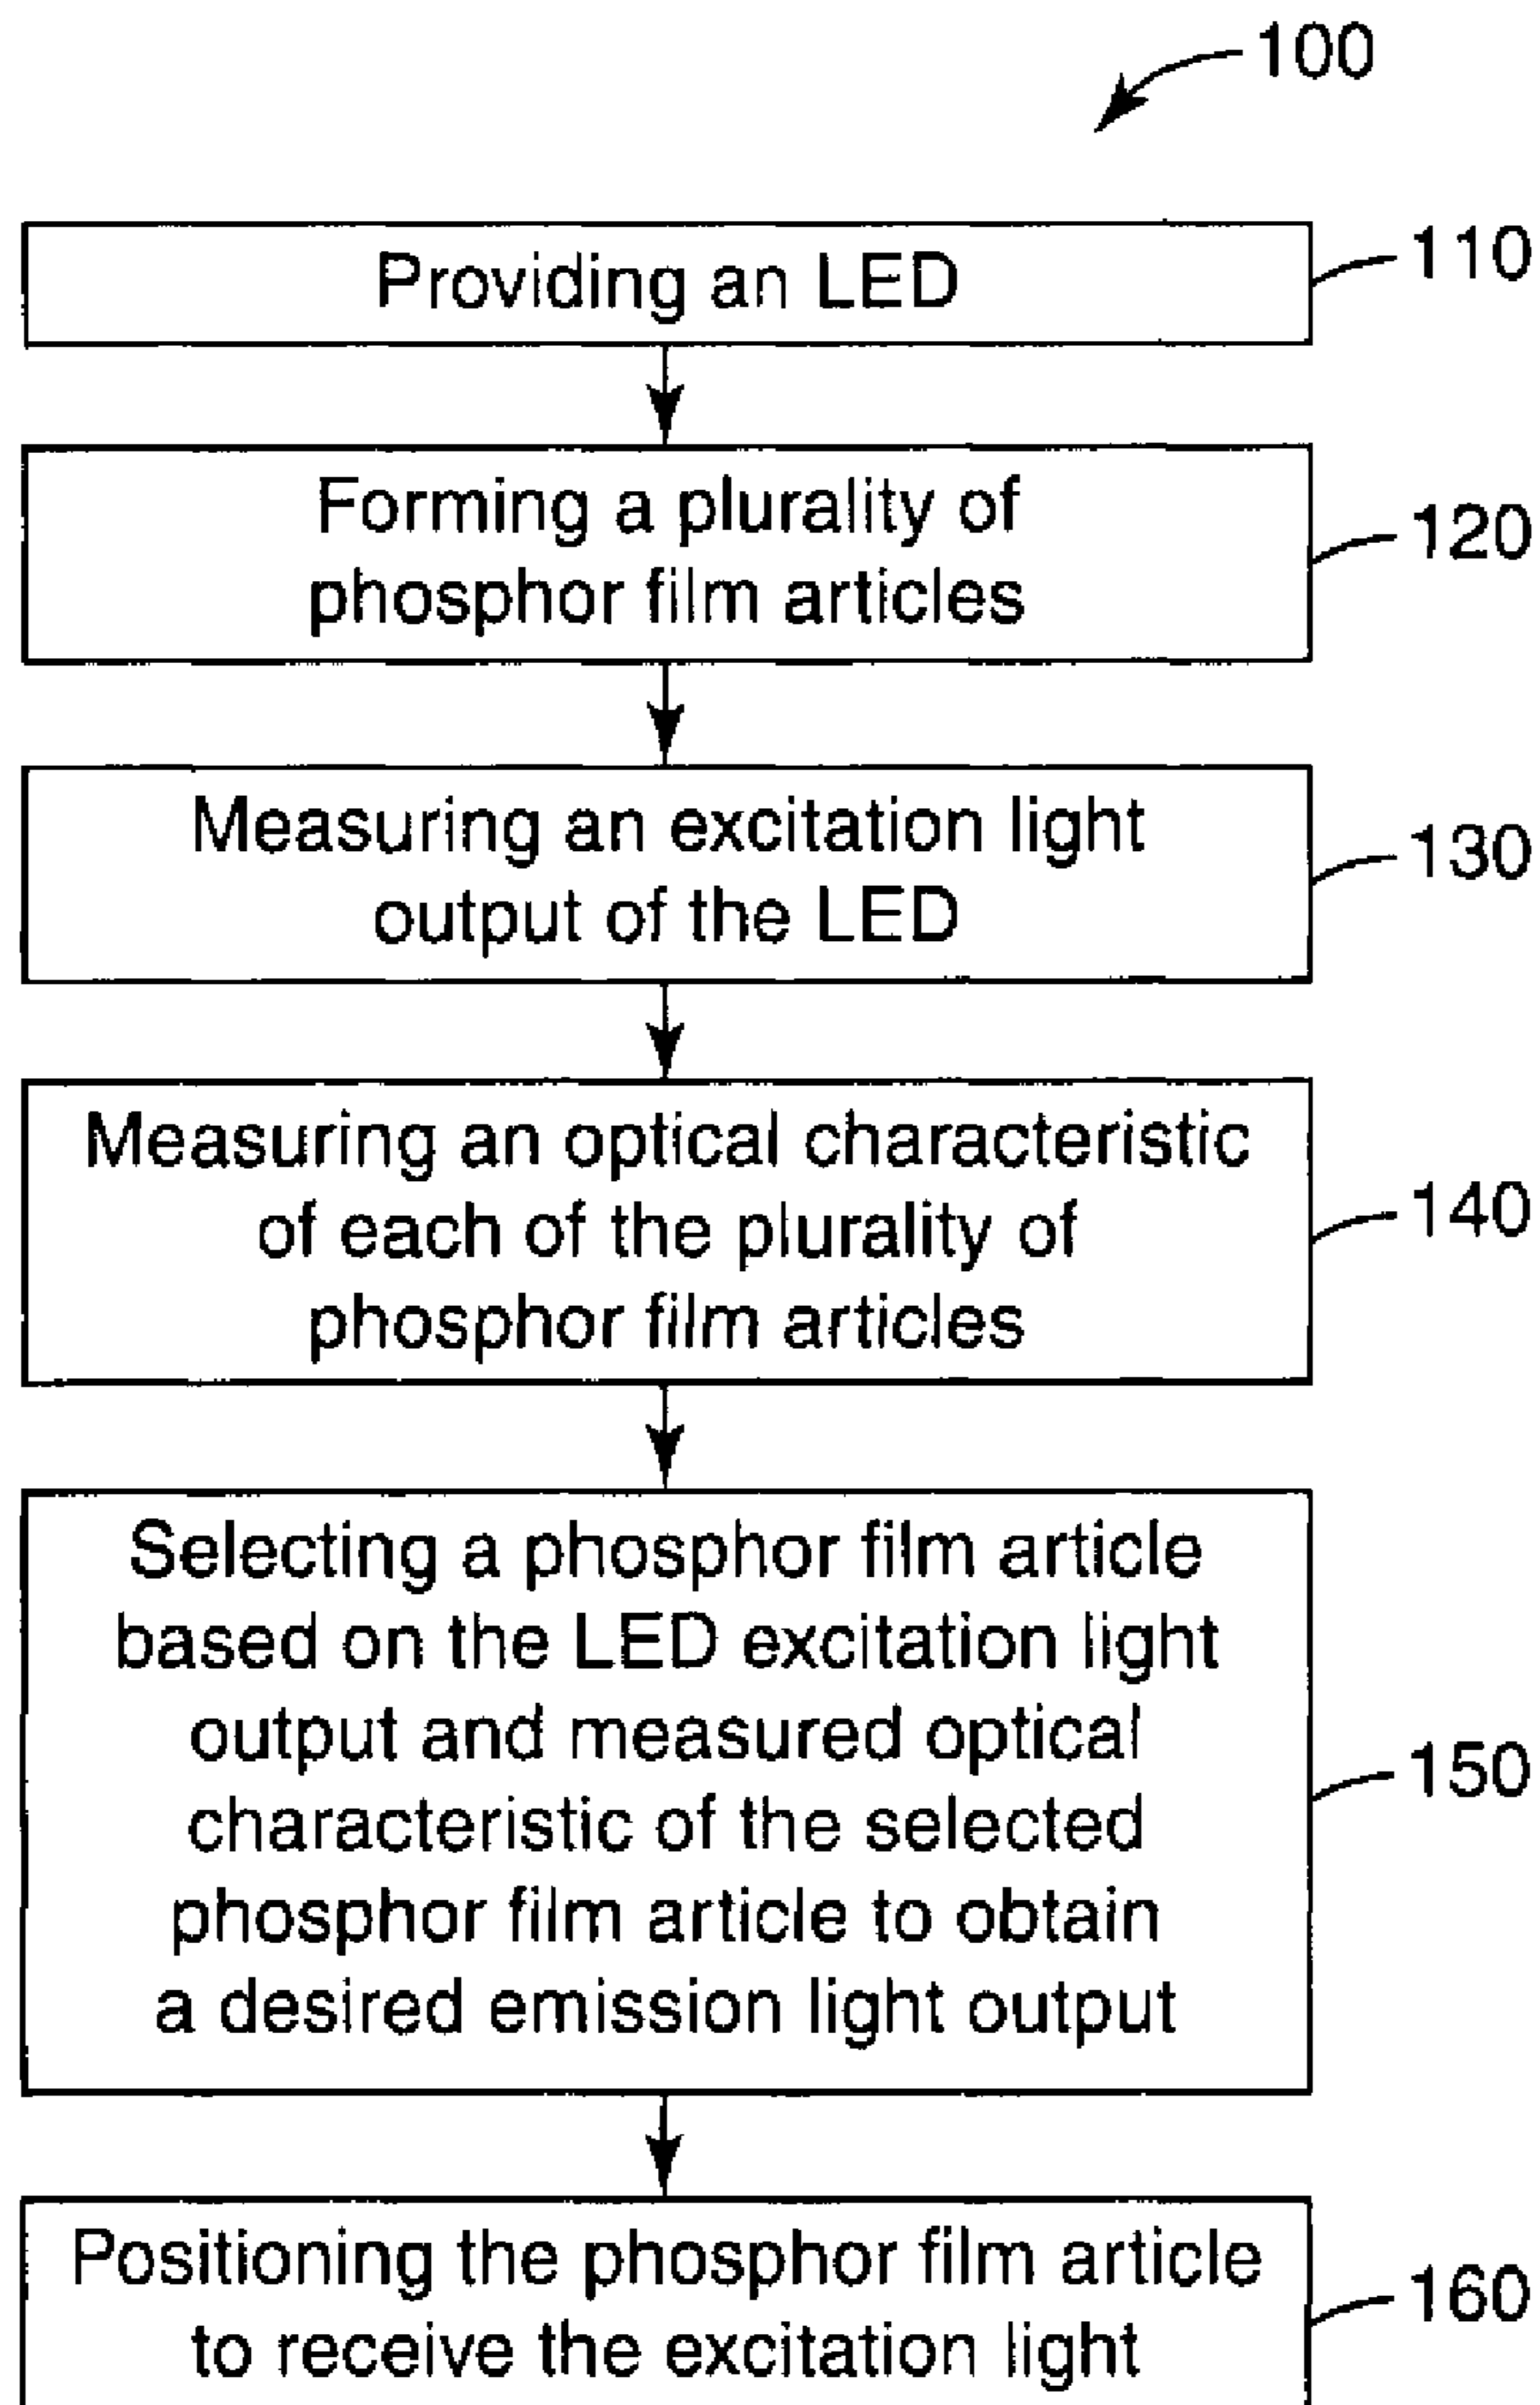 100
Providing an LED
110
Forming a plurality of
phosphor film articles
120
Measuring an excitation light
output of the LED
130
Measuring an optical characteristic
of each of the plurality of
phosphor film articles
140
Selecting a phosphor film article
based on the LED excitation light
output and measured optical
characteristic of the selected
phosphor film article to obtain
a desired emission light output
150
Positioning the phosphor film article
to receive the excitation light
160